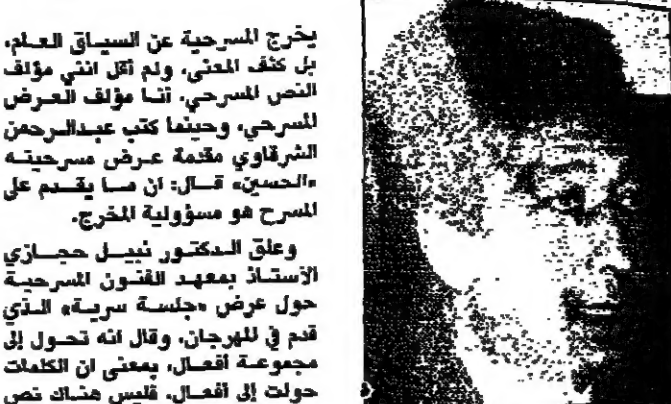 يخرج المسرحية عن السياق العام،
بل كثف المعنى، ولم أقل انني مؤلف
النص المسرحي، أنا مؤلف العرض
المسرحي، وحينما كتب عبدالرحمن
الشرقاوي مقدمة عرض مسرحيته
«الحسين» قال: ان ما يقدم على
المسرح هو مسؤولية المخرج.
وعلق الدكتور نبيل حجازي
الأستاذ بمعهد الفنون المسرحية
حول عرض «جلسة سرية» الذي
قدم في المهرجان، وقال انه تحول إلى
مجموعة أفعال، بمعنى ان الكلمات
حولت إلى أفعال، فليس هناك نص